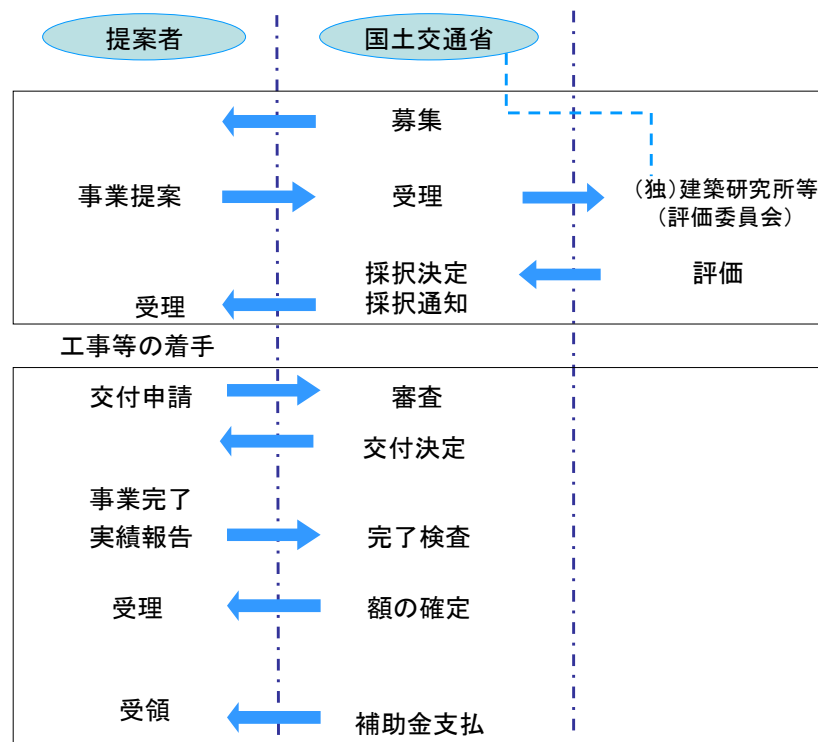 提案者
国土交通省
募集
事業提案
受理
(独)建築研究所等
(評価委員会)
採択決定
評価
受理
採択通知
工事等の着手
交付申請
審査
交付決定
事業完了
実績報告
完了検査
受理
額の確定
受領
補助金支払